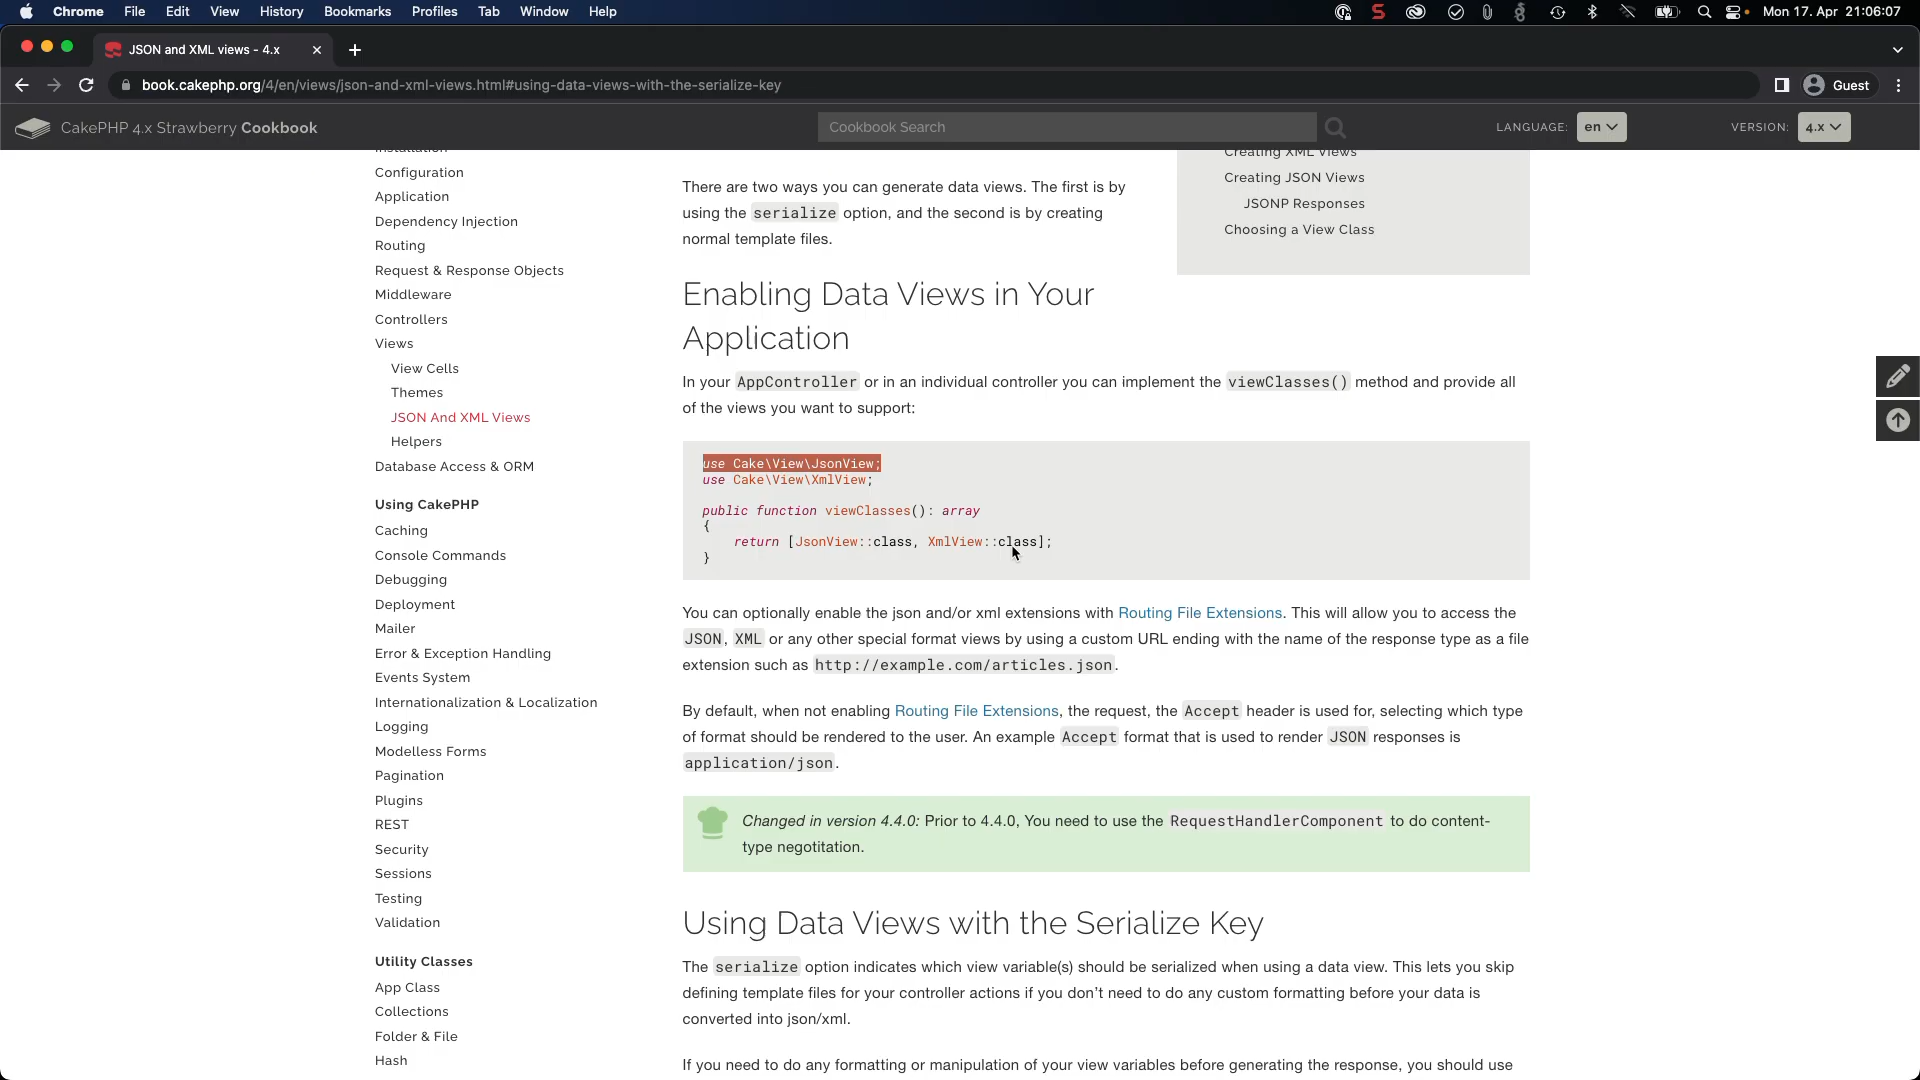 Chrome File Edit View History Bookmarks Profiles Tab Window Help Mon 17. Apr 21:06:07
JSON and XML views - 4.x
book.cakephp.org/4/en/views/json-and-xml-views.html#using-data-views-with-the-serialize-key
Guest
CakePHP 4.x Strawberry Cookbook
Cookbook Search
LANGUAGE: en
VERSION: 4.x
Installation
Configuration
Application
Dependency Injection
Routing
Request & Response Objects
Middleware
Controllers
Views
View Cells
Themes
JSON And XML Views
Helpers
Database Access & ORM
Using CakePHP
Caching
Console Commands
Debugging
Deployment
Mailer
Error & Exception Handling
Events System
Internationalization & Localization
Logging
Modelless Forms
Pagination
Plugins
REST
Security
Sessions
Testing
Validation
Utility Classes
App Class
Collections
Folder & File
Hash
There are two ways you can generate data views. The first is by
using the serialize option, and the second is by creating
normal template files.
Creating XML Views
Creating JSON Views
JSONP Responses
Choosing a View Class
Enabling Data Views in Your
Application
In your AppController or in an individual controller you can implement the viewClasses() method and provide all
of the views you want to support:
use Cake\View\JsonView;
use Cake\View\XmlView;
public function viewClasses(): array
{
return [JsonView::class, XmlView::class];
}
You can optionally enable the json and/or xml extensions with Routing File Extensions. This will allow you to access the
JSON, XML or any other special format views by using a custom URL ending with the name of the response type as a file
extension such as http://example.com/articles.json.
By default, when not enabling Routing File Extensions, the request, the Accept header is used for, selecting which type
of format should be rendered to the user. An example Accept format that is used to render JSON responses is
application/json.
Changed in version 4.4.0: Prior to 4.4.0, You need to use the RequestHandlerComponent to do content-
type negotitation.
Using Data Views with the Serialize Key
The serialize option indicates which view variable(s) should be serialized when using a data view. This lets you skip
defining template files for your controller actions if you don't need to do any custom formatting before your data is
converted into json/xml.
If you need to do any formatting or manipulation of your view variables before generating the response, you should use